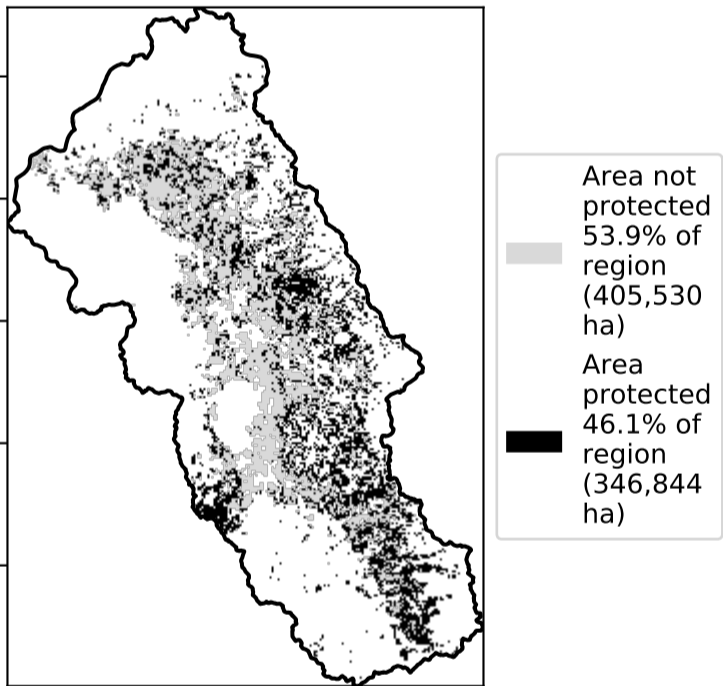 Area not
protected
53.9% of
region
(405,530
ha)
Area
protected
46.1% of
region
(346,844
ha)